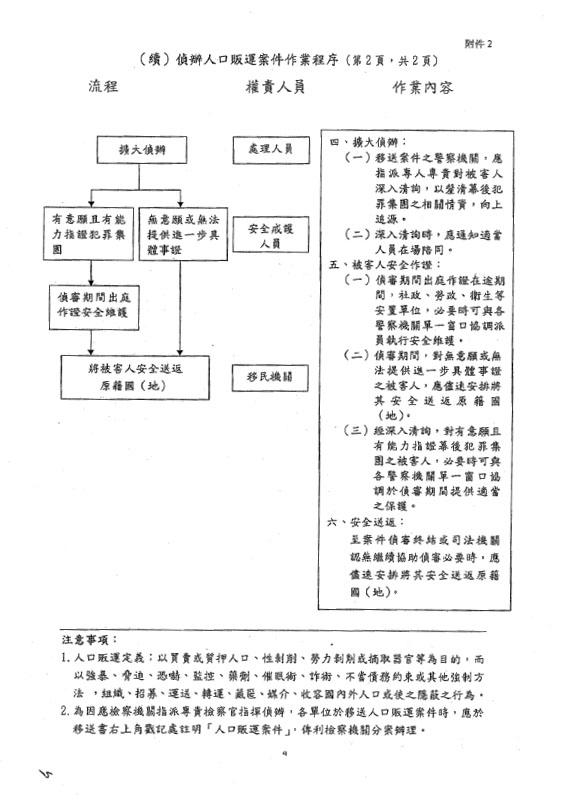 附件 2
(續)偵辦人口販運案件作業程序(第2頁，共2頁)
流程
權責人員
作業內容
擴大偵辦
有意願且有能
力指證犯罪集
團
無意願或無法
提供進一步具
體事證
偵審期間出庭
作證安全維護
將被害人安全送返
原籍國(地)
處理人員
安全戒護
人員
移民機關
四、擴大偵辦：
(一)移送案件之警察機關，應
指派專人專責對被害人
深入清詢，以釐清幕後犯
罪集團之相關情資，向上
追源。
(二)深入清詢時，應通知適當
人員在場陪同。
五、被害人安全作證：
(一)偵審期間出庭作證在逾期
間，社政、勞政、衛生等
安置單位，必要時可與各
警察機關單一窗口協調派
員執行安全維護。
(二)偵審期間，對無意願或無
法提供進一步具體事證
之被害人，應儘速安排將
其安全送返原籍國
(地)。
(三)經深入清詢，對有意願且
有能力指證幕後犯罪集
團之被害人，必要時可與
各警察機關單一窗口協
調於偵審期間提供適當
之保護。
六、安全送返：
至案件偵審終結或司法機關
認無繼續協助偵審必要時，應
儘速安排將其安全送返原籍
國(地)。
注意事項：
1.人口販運定義：以買賣或質押人口、性剝削、勞力剝削或摘取器官等為目的，而
以強暴、脅迫、恐嚇、監控、藥劑、催眠術、詐術、不當債務約束或其他強制方
法，組織、招募、運送、轉運、藏匿、媒介、收容國內外人口或使之隱蔽之行為。
2.為因應檢察機關指派專責檢察官指揮偵辦，各單位於移送人口販運案件時，應於
移送書右上角戳記處註明「人口販運案件」，俾利檢察機關分案辦理。